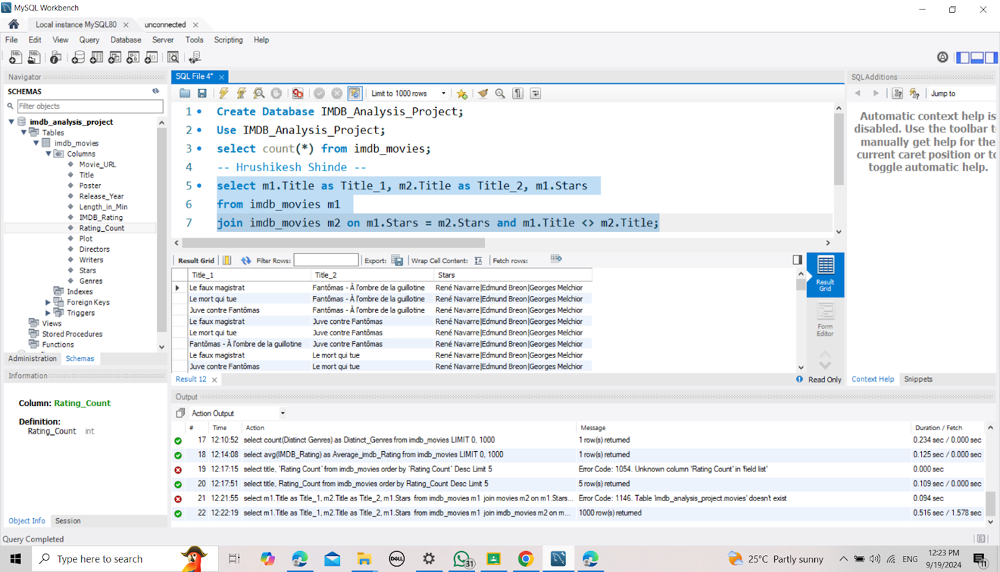 MySQL Workbench
Local instance MySQL80 ×
unconnected ×
File Edit View Query Database Server Tools Scripting Help
Navigator
SCHEMAS
Filter objects
imdb_analysis_project
Tables
imdb_movies
Columns
Movie_URL
Title
Poster
Release_Year
Length_in_Min
IMDB_Rating
Rating_Count
Plot
Directors
Writers
Stars
Genres
Indexes
Foreign Keys
Triggers
Views
Stored Procedures
Functions
Administration Schemas
Information
Column: Rating_Count
Definition:
Rating_Count int
Object Info Session
SQL File 4* ×
Limit to 1000 rows
1 Create Database IMDB_Analysis_Project;
2 Use IMDB_Analysis_Project;
3 select count(*) from imdb_movies;
4 -- Hrushikesh Shinde --
5 select m1.Title as Title_1, m2.Title as Title_2, m1.Stars
6 from imdb_movies m1
7 join imdb_movies m2 on m1.Stars = m2.Stars and m1.Title <> m2.Title;
Result Grid Filter Rows: Export: Wrap Cell Content: Fetch rows:
Title_1 Title_2 Stars
Le faux magistrat Fantômas - À l'ombre de la guillotine René Navarre|Edmund Breon|Georges Melchior
Le mort qui tue Fantômas - À l'ombre de la guillotine René Navarre|Edmund Breon|Georges Melchior
Juve contre Fantômas Fantômas - À l'ombre de la guillotine René Navarre|Edmund Breon|Georges Melchior
Le faux magistrat Juve contre Fantômas René Navarre|Edmund Breon|Georges Melchior
Le mort qui tue Juve contre Fantômas René Navarre|Edmund Breon|Georges Melchior
Fantômas - À l'ombre de la guillotine Juve contre Fantômas René Navarre|Edmund Breon|Georges Melchior
Le faux magistrat Le mort qui tue René Navarre|Edmund Breon|Georges Melchior
Juve contre Fantômas Le mort qui tue René Navarre|Edmund Breon|Georges Melchior
Result Grid
Form Editor
Result 12 ×
Read Only
SQLAdditions
Jump to
Automatic context help is
disabled. Use the toolbar t
manually get help for the
current caret position or to
toggle automatic help.
Context Help Snippets
Output
Action Output
# Time Action Message Duration / Fetch
17 12:10:52 select count(Distinct Genres) as Distinct_Genres from imdb_movies LIMIT 0, 1000 1 row(s) returned 0.234 sec / 0.000 sec
18 12:14:08 select avg(IMDB_Rating) as Average_imdb_Rating from imdb_movies LIMIT 0, 1000 1 row(s) returned 0.125 sec / 0.000 sec
19 12:17:15 select title, `Rating Count` from imdb_movies order by `Rating Count` Desc Limit 5 Error Code: 1054. Unknown column 'Rating Count' in 'field list' 0.000 sec
20 12:17:51 select title, Rating_Count from imdb_movies order by Rating_Count Desc Limit 5 5 row(s) returned 0.109 sec / 0.000 sec
21 12:21:55 select m1.Title as Title_1, m2.Title as Title_2, m1.Stars from imdb_movies m1 join movies m2 on m1.Stars... Error Code: 1146. Table 'imdb_analysis_project.movies' doesn't exist 0.094 sec
22 12:22:19 select m1.Title as Title_1, m2.Title as Title_2, m1.Stars from imdb_movies m1 join imdb_movies m2 on m... 1000 row(s) returned 0.516 sec / 1.578 sec
Query Completed
Type here to search
DELL
31
25°C Partly sunny
ENG
12:23 PM
9/19/2024
11